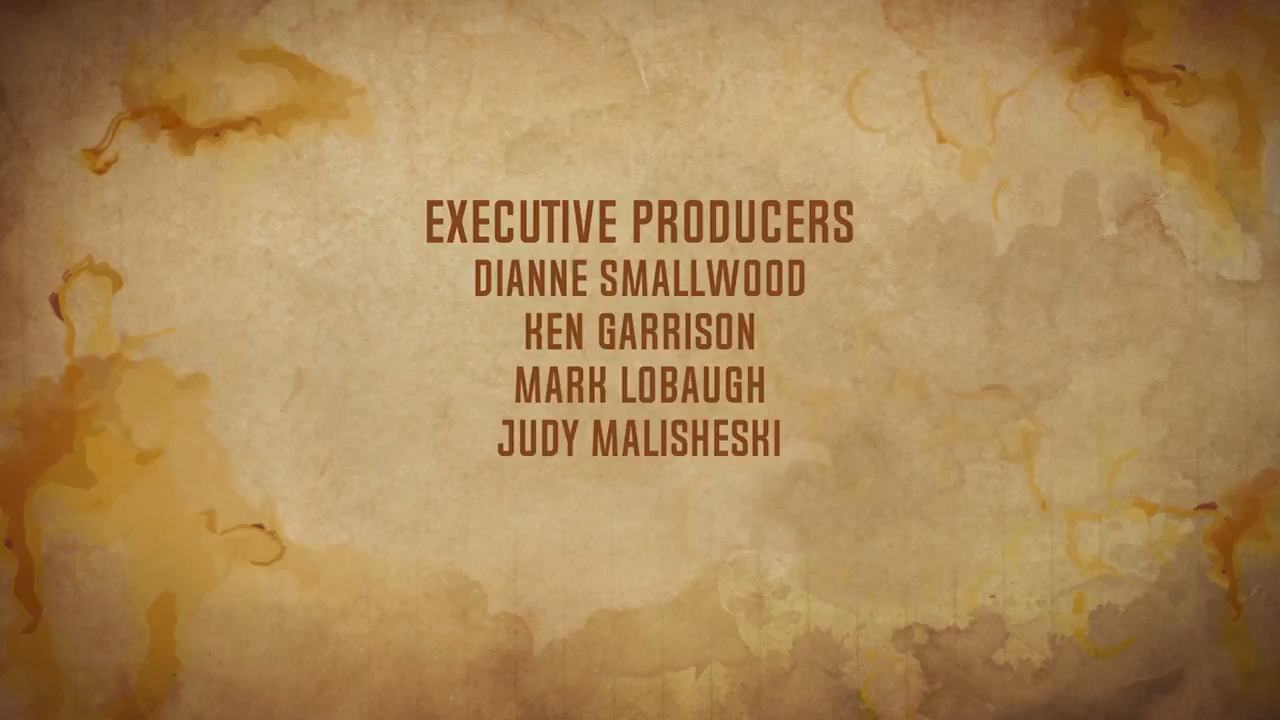 EXECUTIVE PRODUCERS
DIANNE SMALLWOOD
KEN GARRISON
MARK LOBAUGH
JUDY MALISHESKI